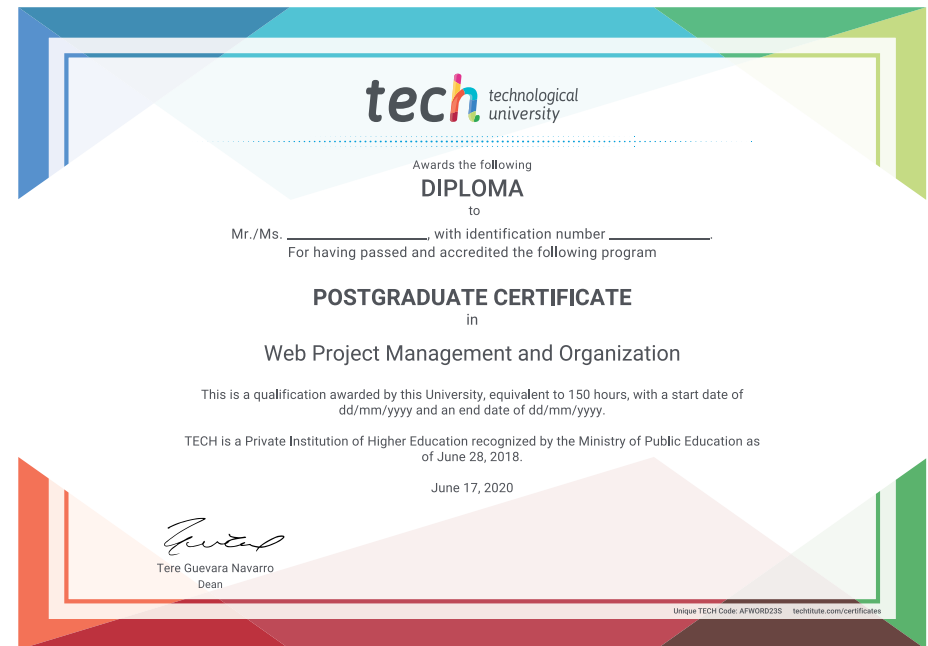 tech technological
university
Awards the following
DIPLOMA
to
Mr./Ms. ____________________, with identification number ______________.
For having passed and accredited the following program
POSTGRADUATE CERTIFICATE
in
Web Project Management and Organization
This is a qualification awarded by this University, equivalent to 150 hours, with a start date of
dd/mm/yyyy and an end date of dd/mm/yyyy.
TECH is a Private Institution of Higher Education recognized by the Ministry of Public Education as
of June 28, 2018.
June 17, 2020
Tere Guevara Navarro
Dean
Unique TECH Code: AFWORD23S techtitute.com/certificates